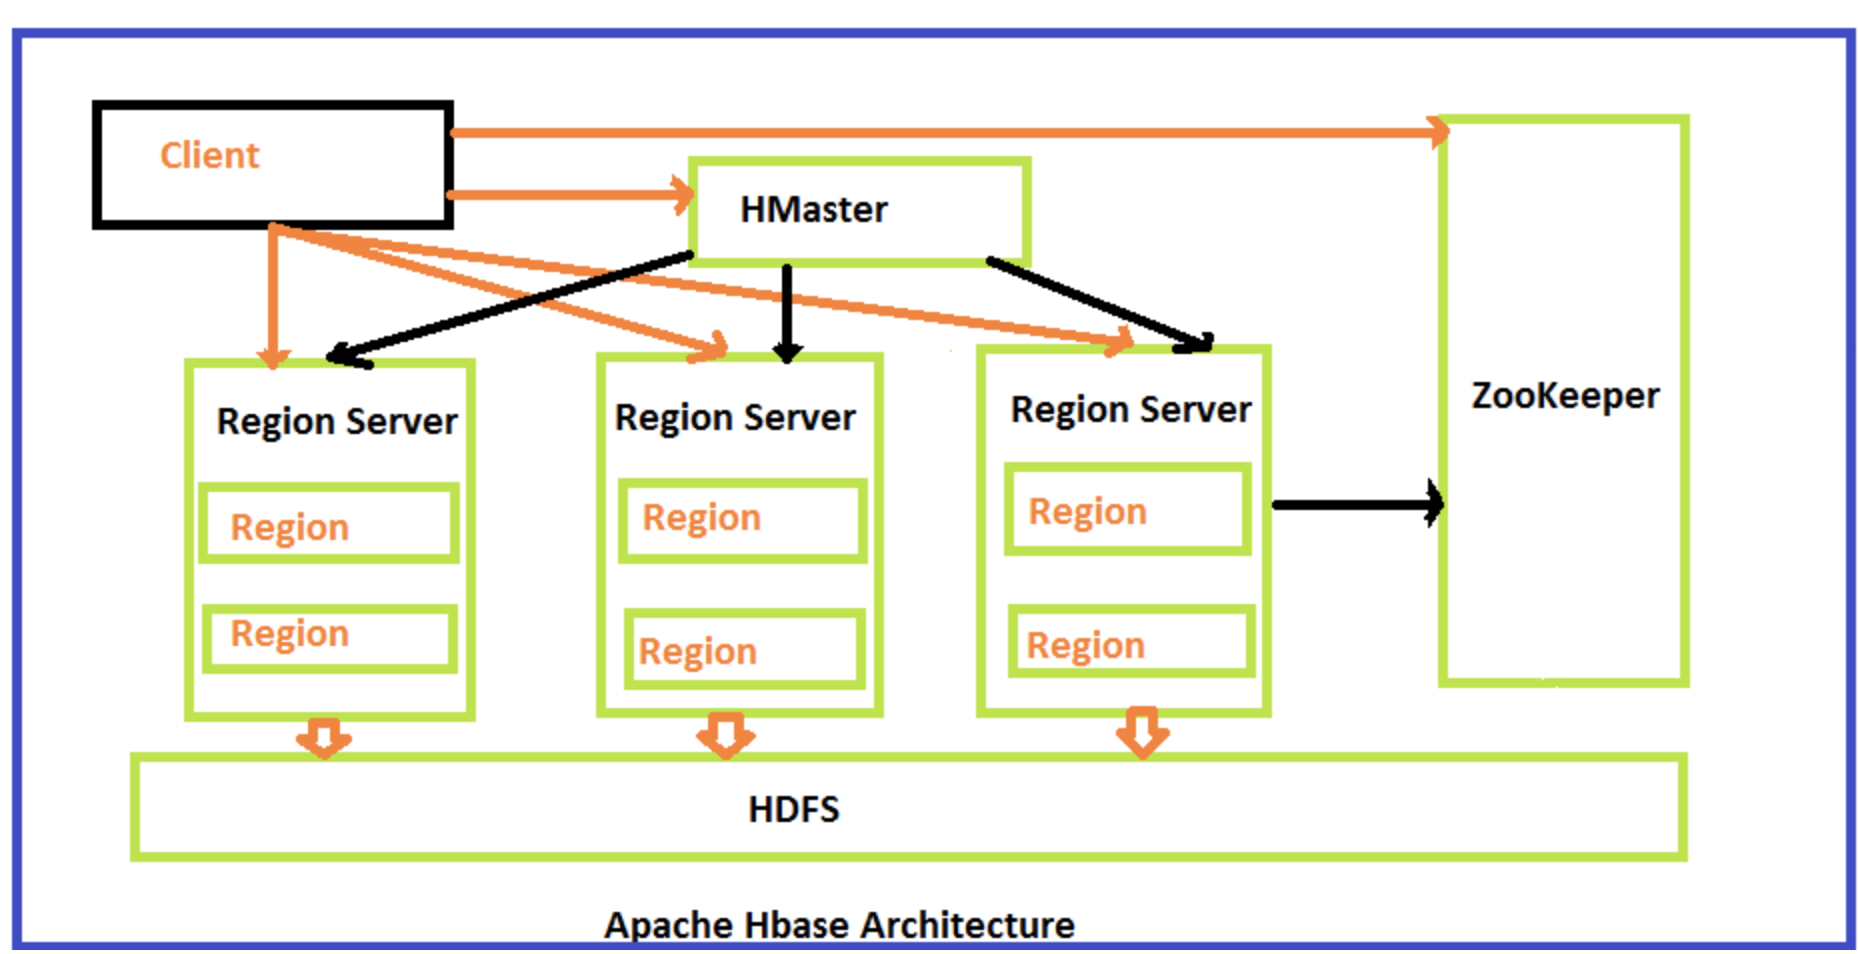 Client
HMaster
ZooKeeper
Region Server
Region
Region
Region Server
Region
Region
Region Server
Region
Region
HDFS
Apache Hbase Architecture